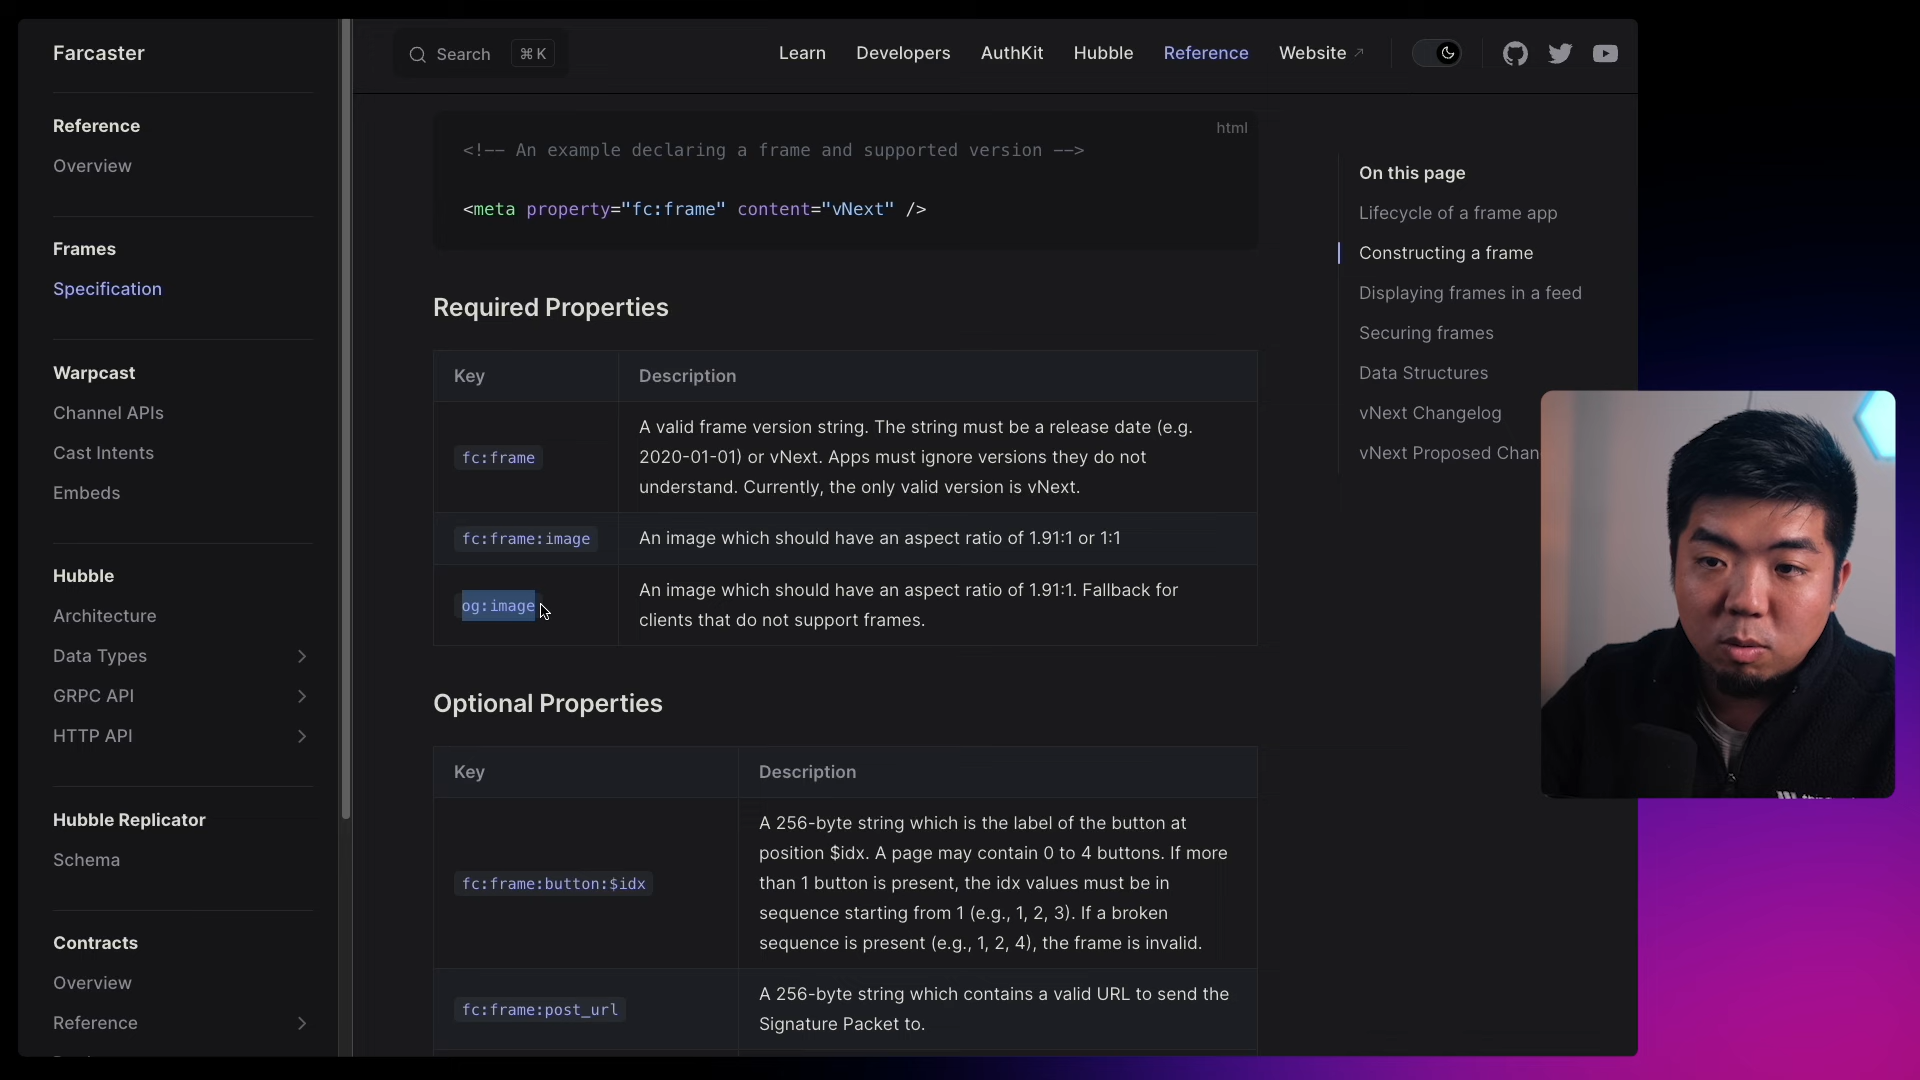 Farcaster
Search
⌘ K
Learn
Developers
AuthKit
Hubble
Reference
Website
Reference
Overview
Frames
Specification
Warpcast
Channel APIs
Cast Intents
Embeds
Hubble
Architecture
Data Types
GRPC API
HTTP API
Hubble Replicator
Schema
Contracts
Overview
Reference
html
<!-- An example declaring a frame and supported version -->
<meta property="fc:frame" content="vNext" />
Required Properties
Key
Description
fc:frame
A valid frame version string. The string must be a release date (e.g.
2020-01-01) or vNext. Apps must ignore versions they do not
understand. Currently, the only valid version is vNext.
fc:frame:image
An image which should have an aspect ratio of 1.91:1 or 1:1
og:image
An image which should have an aspect ratio of 1.91:1. Fallback for
clients that do not support frames.
Optional Properties
Key
Description
fc:frame:button:$idx
A 256-byte string which is the label of the button at
position $idx. A page may contain 0 to 4 buttons. If more
than 1 button is present, the idx values must be in
sequence starting from 1 (e.g., 1, 2, 3). If a broken
sequence is present (e.g., 1, 2, 4), the frame is invalid.
fc:frame:post_url
A 256-byte string which contains a valid URL to send the
Signature Packet to.
On this page
Lifecycle of a frame app
Constructing a frame
Displaying frames in a feed
Securing frames
Data Structures
vNext Changelog
vNext Proposed Chan